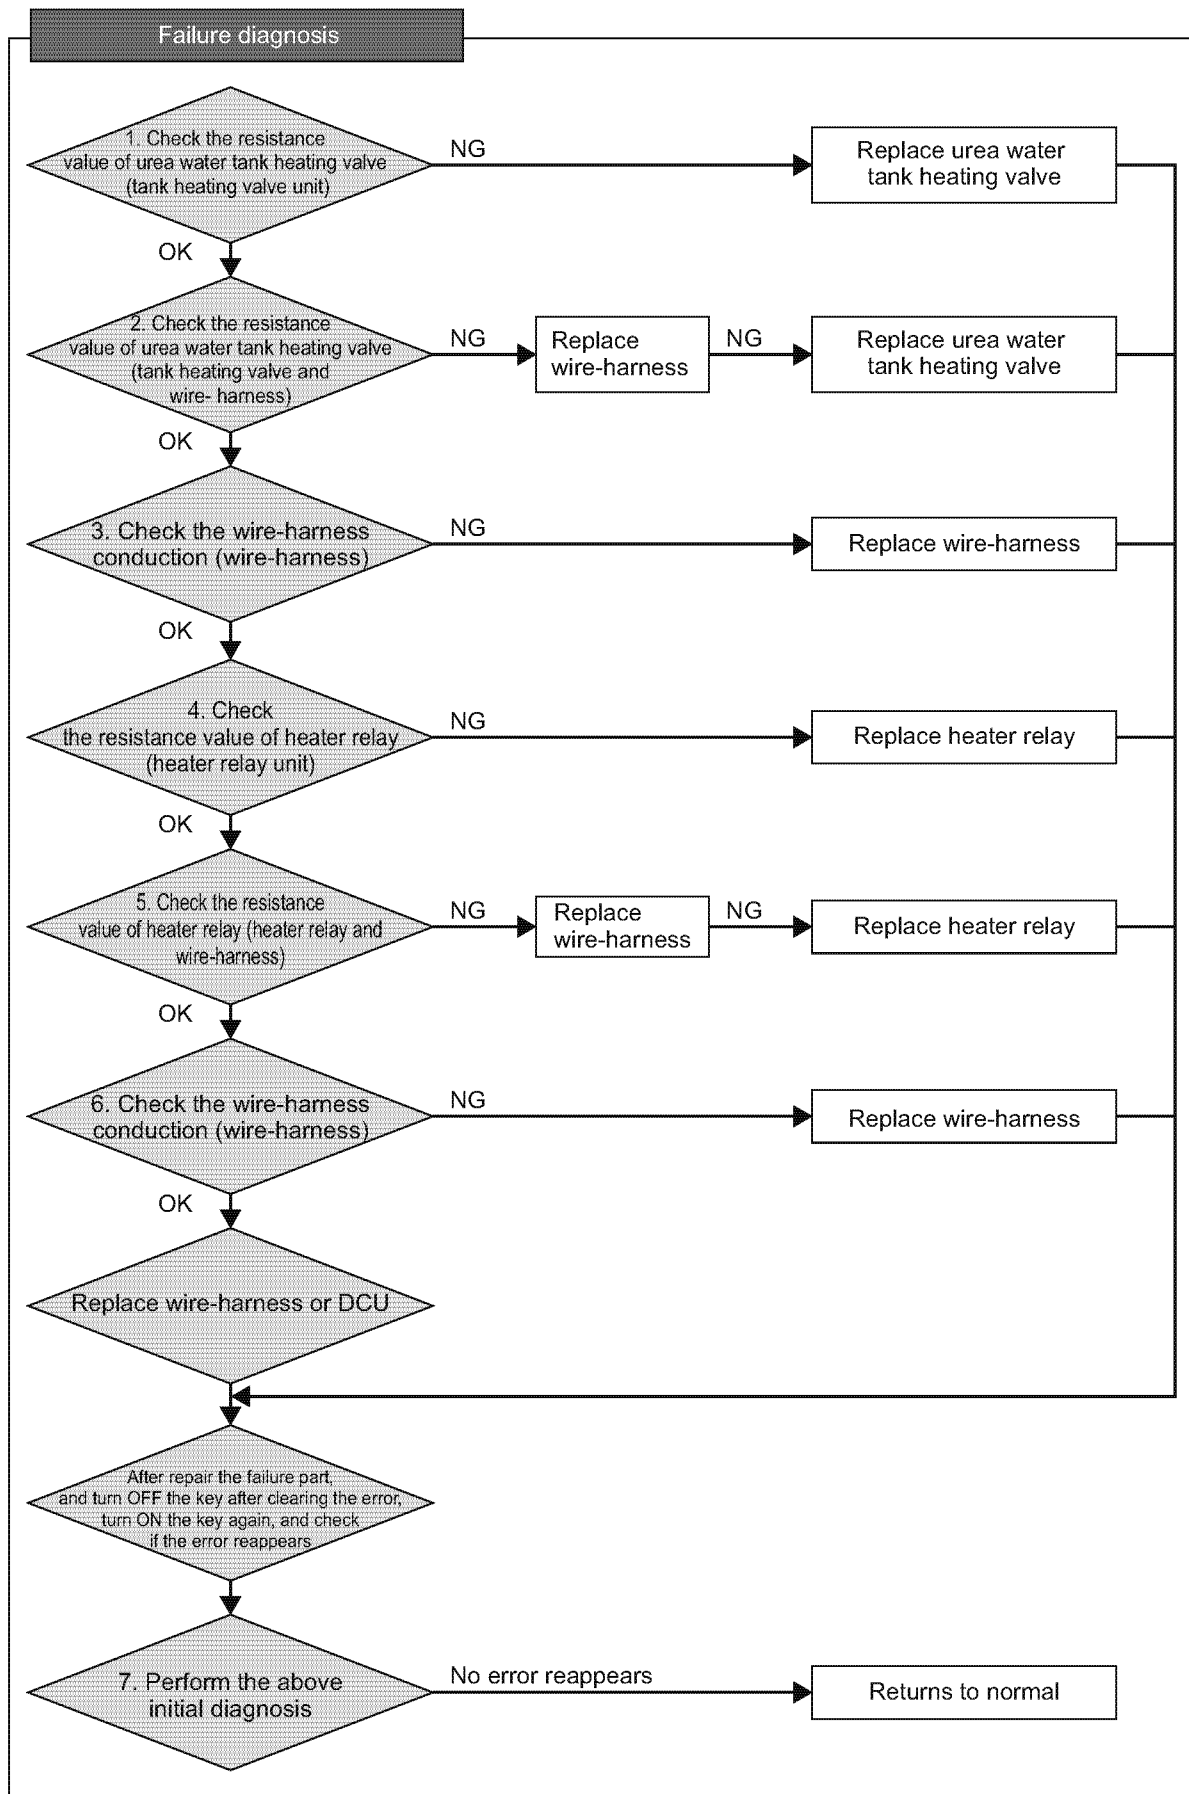 Failure diagnosis
1. Check the resistance
value of urea water tank heating valve
(tank heating valve unit)
NG
Replace urea water
tank heating valve
OK
2. Check the resistance
value of urea water tank heating valve
(tank heating valve and
wire- harness)
NG
Replace
wire-harness
NG
Replace urea water
tank heating valve
OK
3. Check the wire-harness
conduction (wire-harness)
NG
Replace wire-harness
OK
4. Check
the resistance value of heater relay
(heater relay unit)
NG
Replace heater relay
OK
5. Check the resistance
value of heater relay (heater relay and
wire-harness)
NG
Replace
wire-harness
NG
Replace heater relay
OK
6. Check the wire-harness
conduction (wire-harness)
NG
Replace wire-harness
OK
Replace wire-harness or DCU
After repair the failure part,
and turn OFF the key after clearing the error,
turn ON the key again, and check
if the error reappears
7. Perform the above
initial diagnosis
No error reappears
Returns to normal